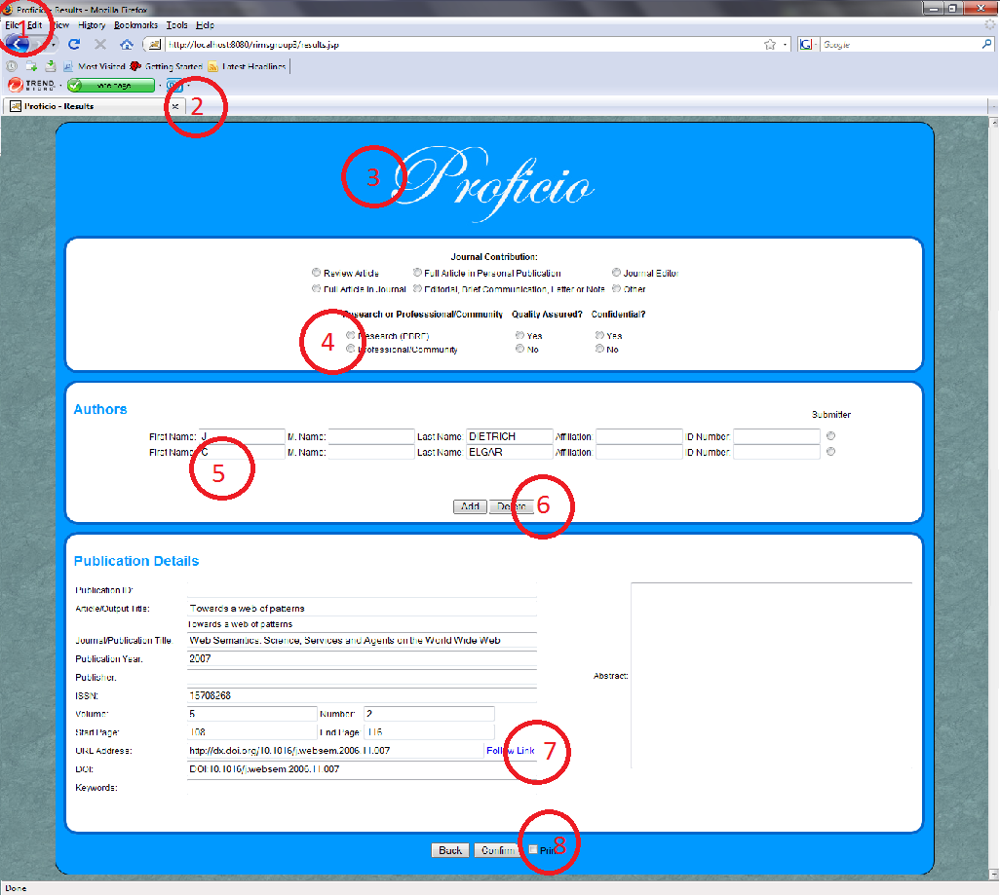 Proficio - Results - Mozilla Firefox
1
File Edit View History Bookmarks Tools Help
http://localhost:8080/rimsgroup8/results.jsp
Google
Most Visited Getting Started Latest Headlines
TREND MICRO
Proficio - Results
2
3
Proficio
Journal Contribution:
Review Article Full Article in Personal Publication Journal Editor
Full Article in Journal Editorial, Brief Communication, Letter or Note Other
Research or Professsional/Community Quality Assured? Confidential?
4
Research (PBRF) Yes Yes
Professional/Community No No
Authors
Submitter
First Name: J M. Name: Last Name: DIETRICH Affiliation: ID Number:
First Name: C M. Name: Last Name: ELGAR Affiliation: ID Number:
5
Add Delete 6
Publication Details
Publication ID:
Article/Output Title: Towards a web of patterns
Towards a web of patterns
Journal/Publication Title: Web Semantics: Science, Services and Agents on the World Wide Web
Publication Year: 2007
Publisher:
Abstract:
ISSN: 15708268
Volume: 5 Number: 2
Start Page: 108 End Page: 116
URL Address: http://dx.doi.org/10.1016/j.websem.2006.11.007 Follow Link 7
DOI: DOI:10.1016/j.websem.2006.11.007
Keywords:
Back Confirm Print 8
Done